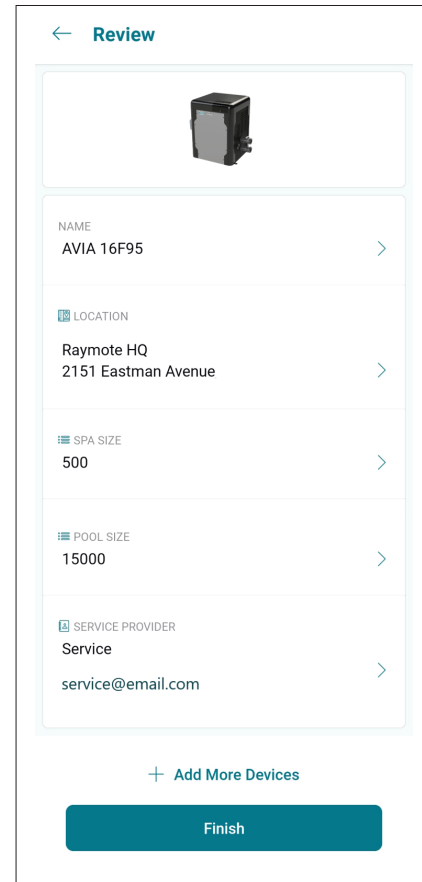 Review
NAME
AVIA 16F95
LOCATION
Raymote HQ
2151 Eastman Avenue
SPA SIZE
500
POOL SIZE
15000
SERVICE PROVIDER
Service
service@email.com
Add More Devices
Finish